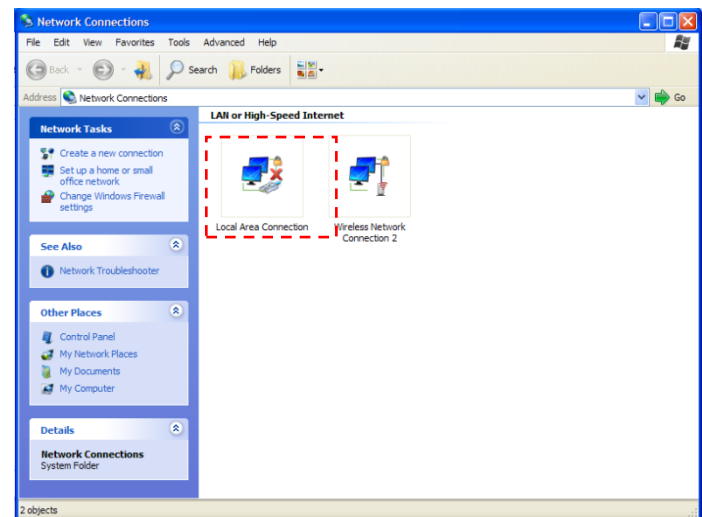 Network Connections
File Edit View Favorites Tools Advanced Help
Back Search Folders
Address Network Connections Go
Network Tasks
Create a new connection
Set up a home or small
office network
Change Windows Firewall
settings
See Also
Network Troubleshooter
Other Places
Control Panel
My Network Places
My Documents
My Computer
Details
Network Connections
System Folder
LAN or High-Speed Internet
Local Area Connection
Wireless Network
Connection 2
2 objects